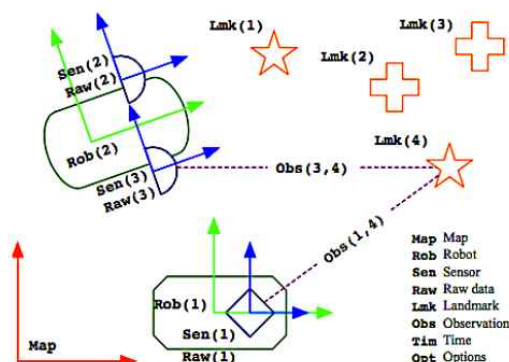 Lmk(1)
Lmk(3)
Sen(2)
Raw(2)
Lmk(2)
Rob(2)
Lmk(4)
Sen(3)
Raw(3)
Obs(3,4)
Obs(1,4)
Rob(1)
Sen(1)
Raw(1)
Map
Map Map
Rob Robot
Sen Sensor
Raw Raw data
Lmk Landmark
Obs Observation
Tim Time
Opt Options